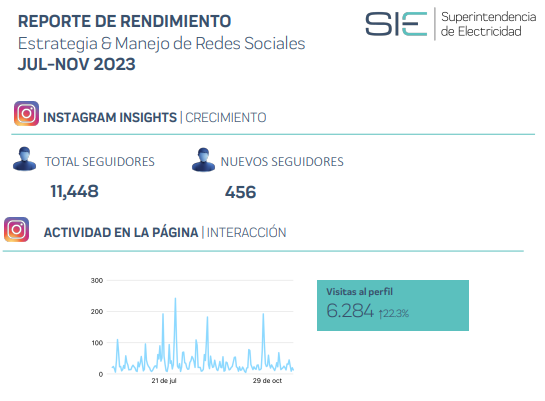 REPORTE DE RENDIMIENTO
Estrategia & Manejo de Redes Sociales
JUL-NOV 2023
SIE Superintendencia
de Electricidad
INSTAGRAM INSIGHTS | CRECIMIENTO
TOTAL SEGUIDORES
11,448
NUEVOS SEGUIDORES
456
ACTIVIDAD EN LA PÁGINA | INTERACCIÓN
300
200
100
0
21 de jul
29 de oct
Visitas al perfil
6.284 ↑22.3%